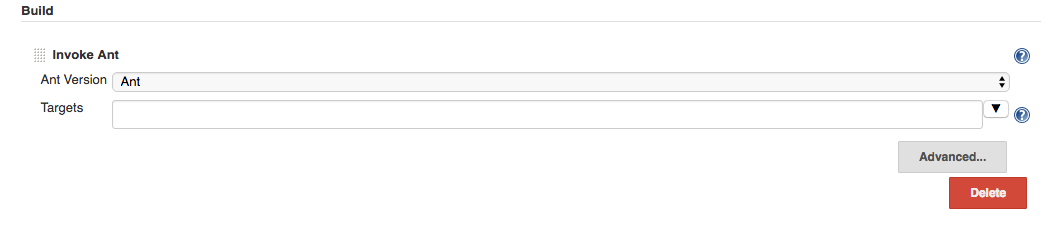 Build
Invoke Ant
Ant Version Ant
Targets
Advanced...
Delete